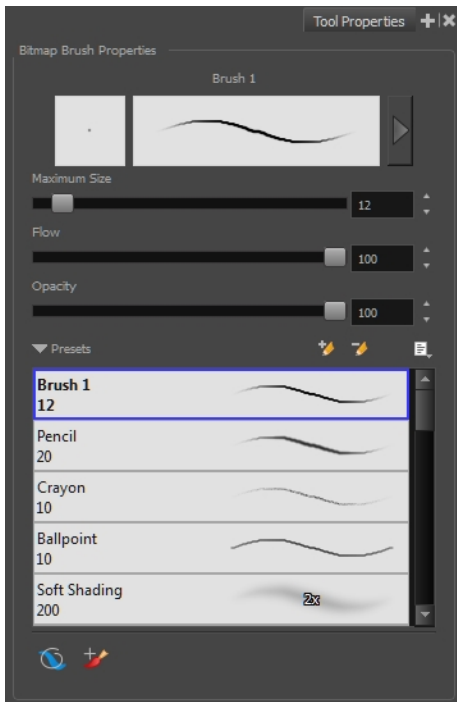 Tool Properties
Bitmap Brush Properties
Brush 1
Maximum Size
12
Flow
100
Opacity
100
Presets
Brush 1
12
Pencil
20
Crayon
10
Ballpoint
10
Soft Shading
200
2x